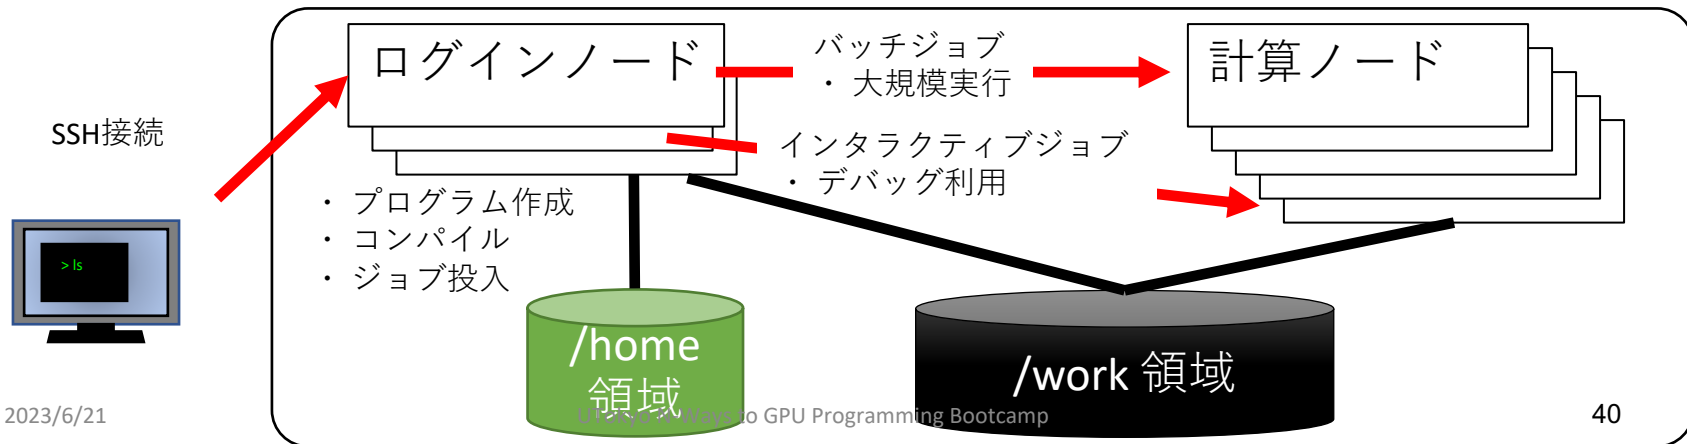 SSH接続
> ls
ログインノード
バッチジョブ
・ 大規模実行
計算ノード
インタラクティブジョブ
・ デバッグ利用
・ プログラム作成
・ コンパイル
・ ジョブ投入
/home
領域
/work 領域
2023/6/21
UTokyo N-Ways to GPU Programming Bootcamp
40